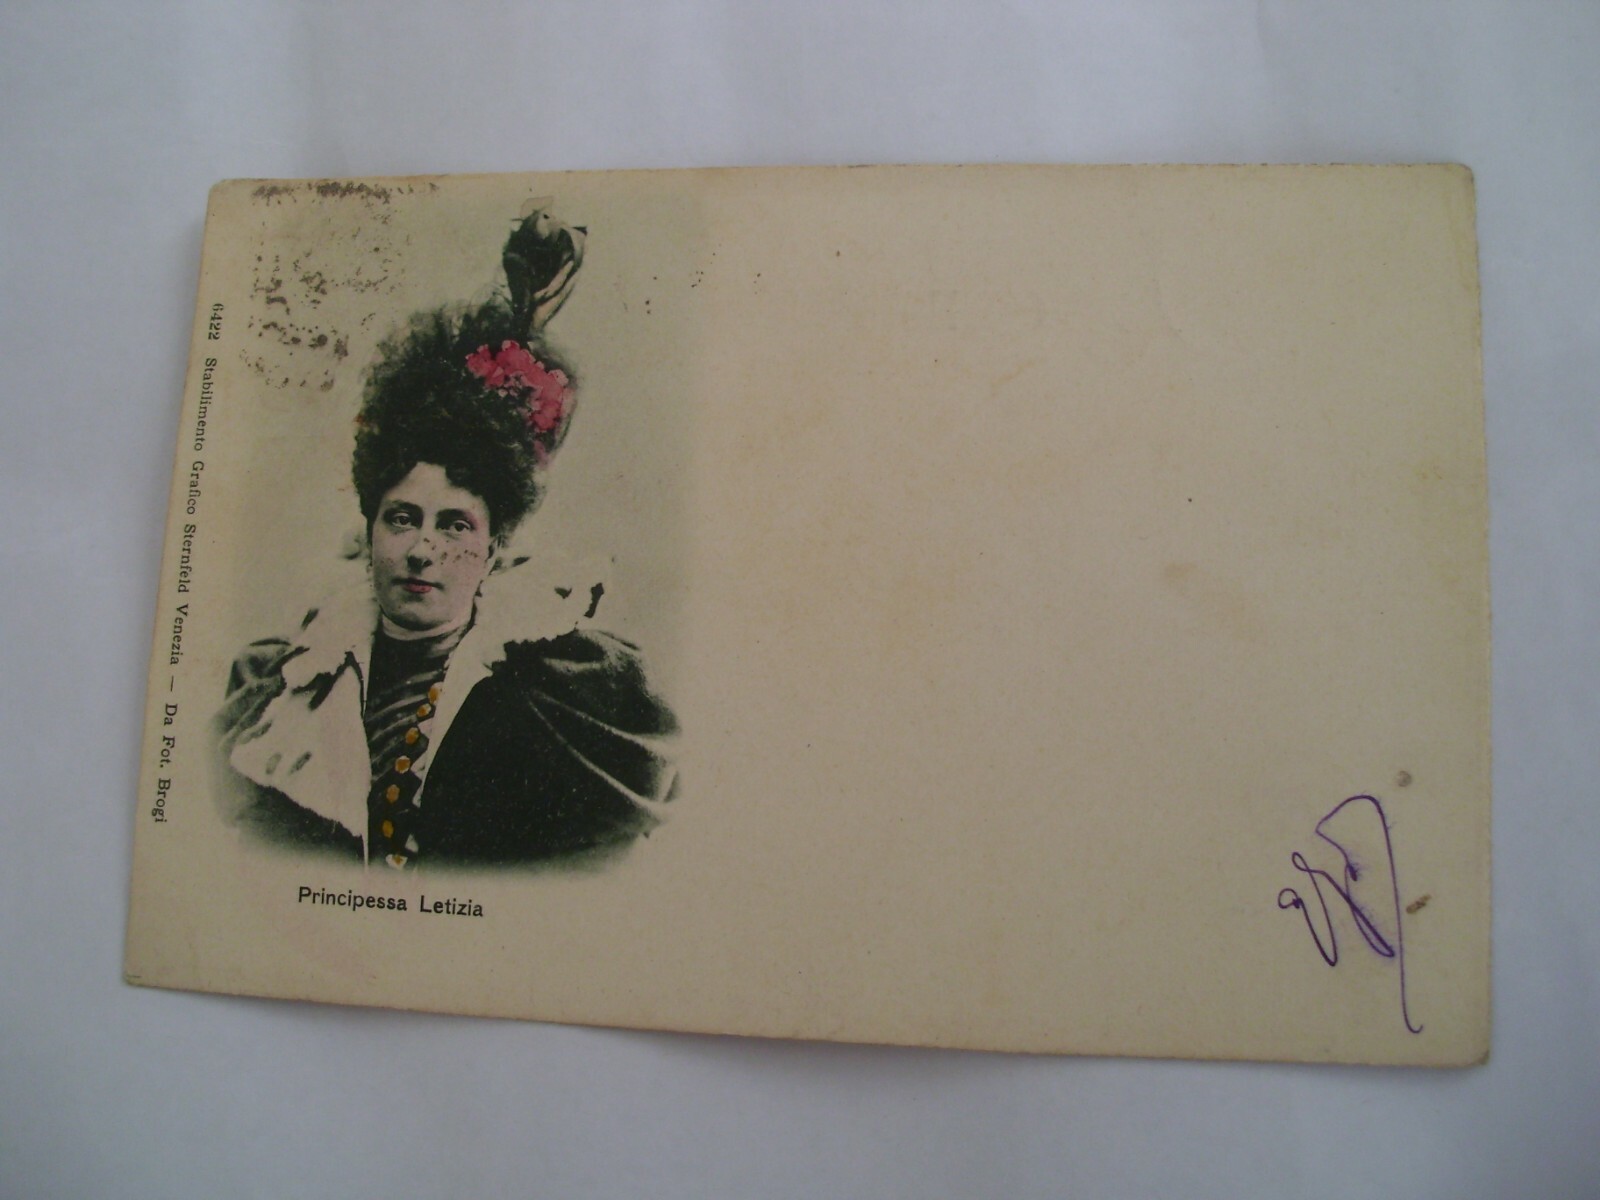 6422 Stabilimento Grafico Sternfeld Venezia — Da Fot. Brogi
Principessa Letizia